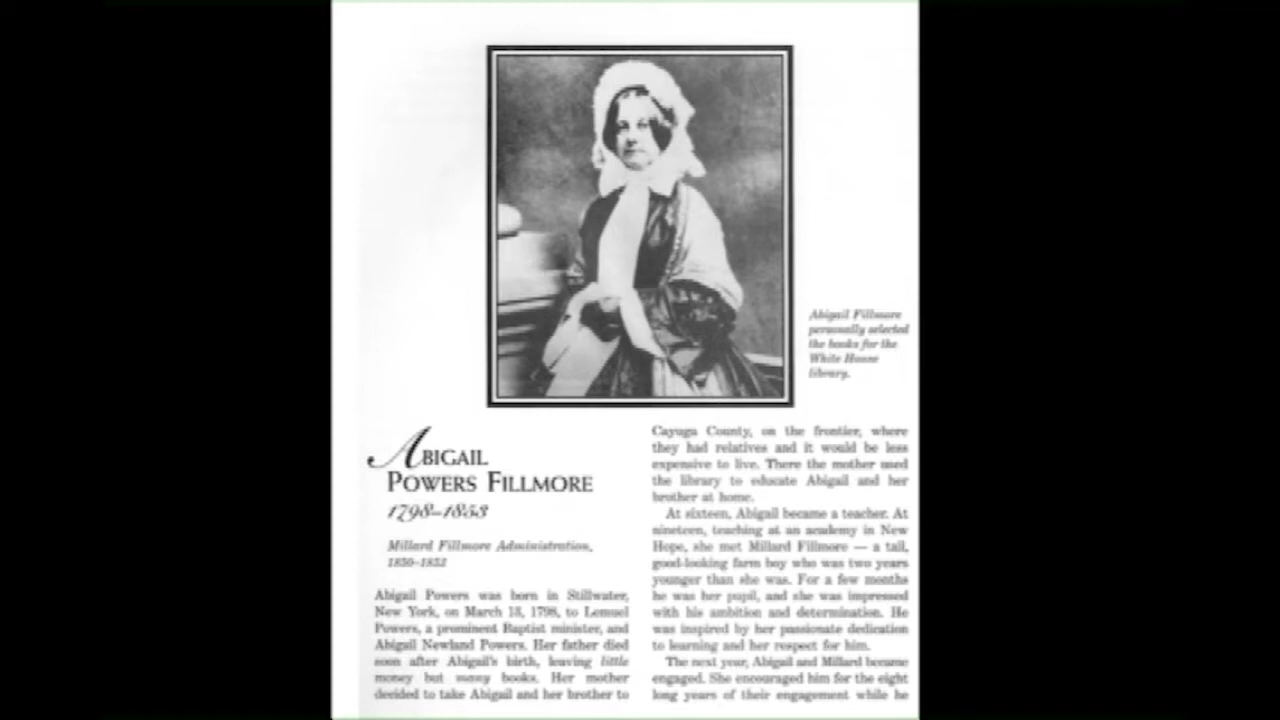 Abigail Fillmore
personally selected
the books for the
White House
library.
ABIGAIL
POWERS FILLMORE
1798–1853
Millard Fillmore Administration,
1850–1853
Abigail Powers was born in Stillwater,
New York, on March 13, 1798, to Lemuel
Powers, a prominent Baptist minister, and
Abigail Newland Powers. Her father died
soon after Abigail's birth, leaving little
money but many books. Her mother
decided to take Abigail and her brother to
Cayuga County, on the frontier, where
they had relatives and it would be less
expensive to live. There the mother used
the library to educate Abigail and her
brother at home.
At sixteen, Abigail became a teacher. At
nineteen, teaching at an academy in New
Hope, she met Millard Fillmore — a tall,
good-looking farm boy who was two years
younger than she was. For a few months
he was her pupil, and she was impressed
with his ambition and determination. He
was inspired by her passionate dedication
to learning and her respect for him.
The next year, Abigail and Millard became
engaged. She encouraged him for the eight
long years of their engagement while he